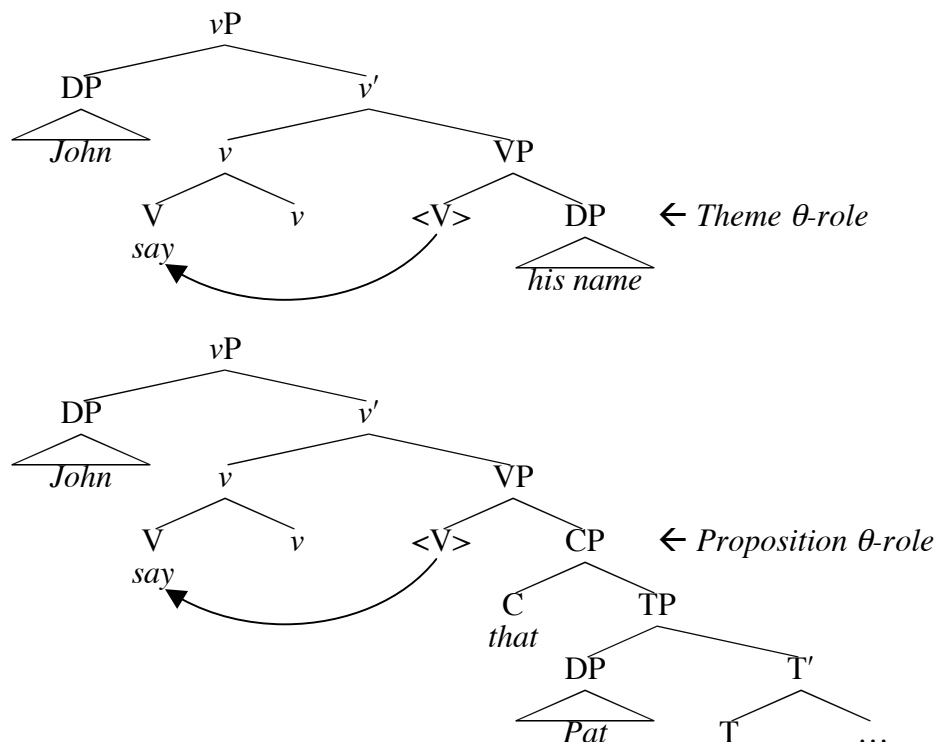 vP
DP v′
John v VP
V v <V> DP ← Theme θ-role
say
his name
vP
DP v′
John v VP
V v <V> CP ← Proposition θ-role
say
C TP
that
DP T′
Pat T …